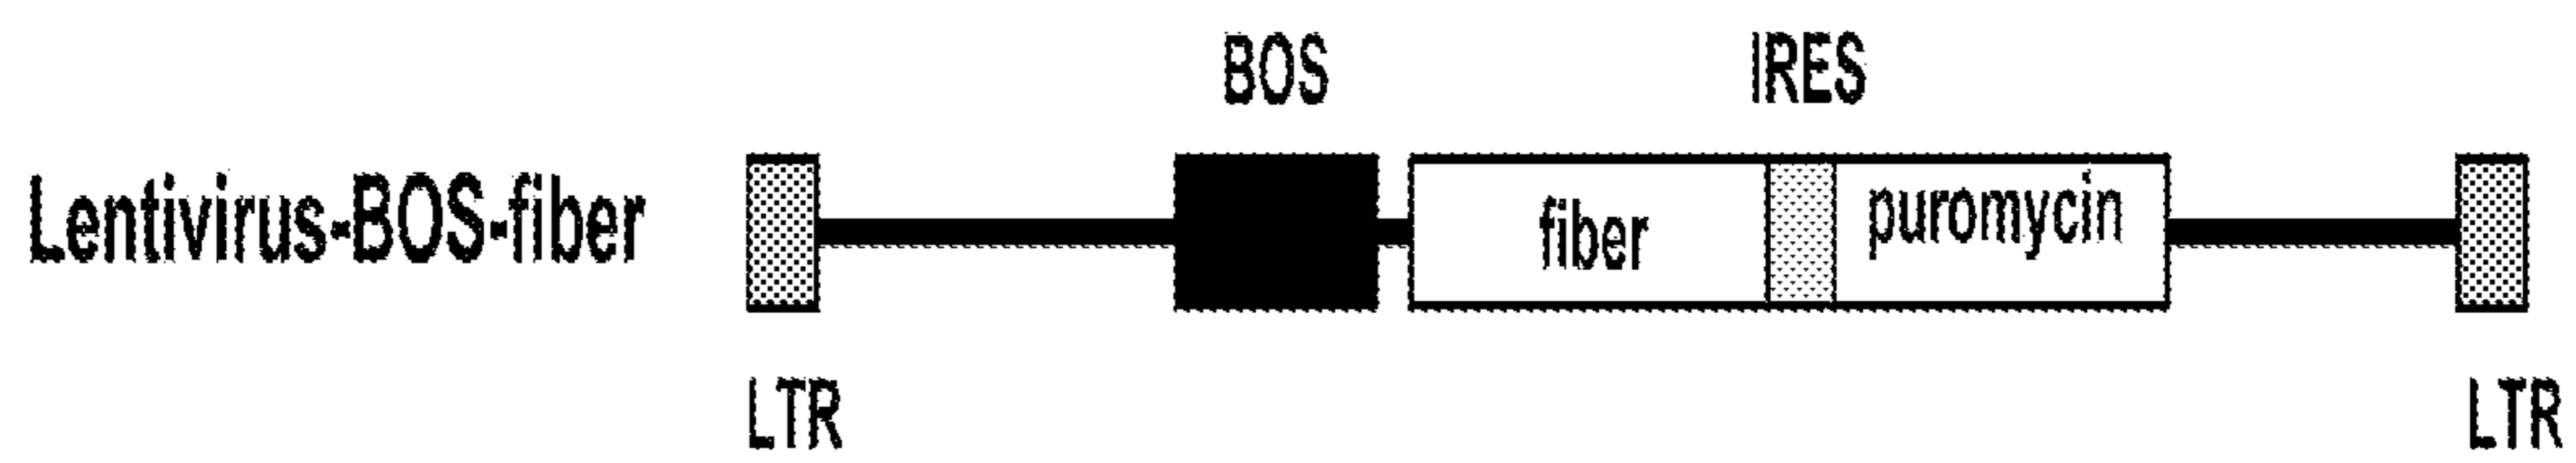 BOS IRES
Lentivirus-BOS-fiber fiber puromycin
LTR LTR